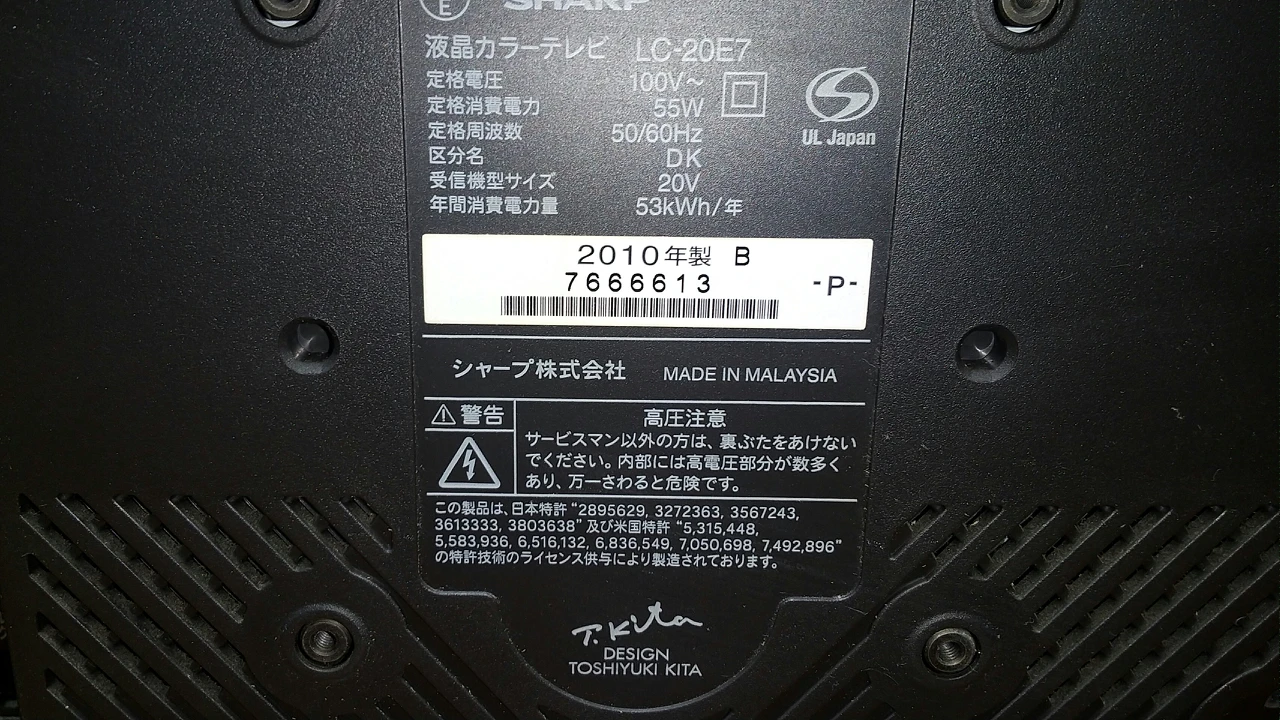 E SHARP
液晶カラーテレビ LC-20E7
定格電圧 100V～
定格消費電力 55W
定格周波数 50/60Hz
区分名 DK
受信機型サイズ 20V
年間消費電力量 53kWh/年
UL Japan
2010年製 B
7666613
-P-
シャープ株式会社 MADE IN MALAYSIA
警告
高圧注意
サービスマン以外の方は、裏ぶたをあけない
でください。内部には高電圧部分が数多く
あり、万一さわると危険です。
この製品は、日本特許 “2895629, 3272363, 3567243,
3613333, 3803638” 及び米国特許 “5,315,448,
5,583,936, 6,516,132, 6,836,549, 7,050,698, 7,492,896”
の特許技術のライセンス供与により製造されております。
T. Kita
DESIGN
TOSHIYUKI KITA